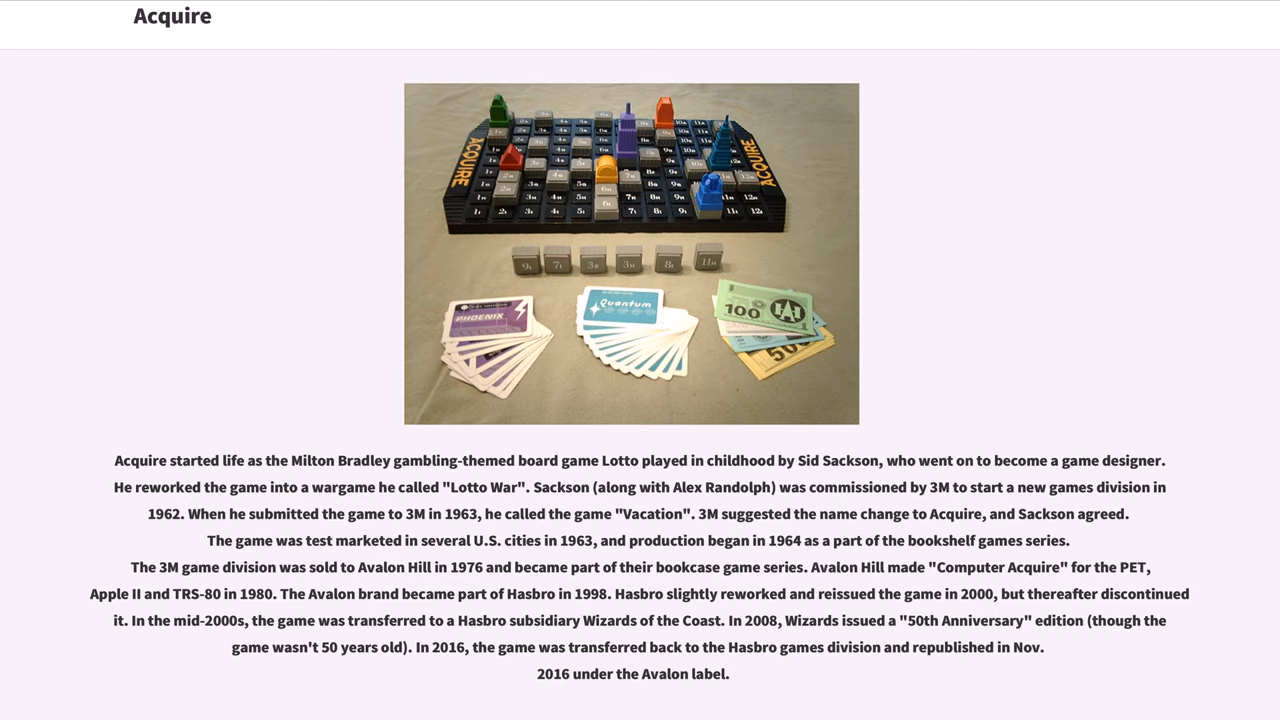 Acquire
ACQUIRE
ACQUIRE
PHOENIX
Quantum
100
500
Acquire started life as the Milton Bradley gambling-themed board game Lotto played in childhood by Sid Sackson, who went on to become a game designer.
He reworked the game into a wargame he called "Lotto War". Sackson (along with Alex Randolph) was commissioned by 3M to start a new games division in
1962. When he submitted the game to 3M in 1963, he called the game "Vacation". 3M suggested the name change to Acquire, and Sackson agreed.
The game was test marketed in several U.S. cities in 1963, and production began in 1964 as a part of the bookshelf games series.
The 3M game division was sold to Avalon Hill in 1976 and became part of their bookcase game series. Avalon Hill made "Computer Acquire" for the PET,
Apple II and TRS-80 in 1980. The Avalon brand became part of Hasbro in 1998. Hasbro slightly reworked and reissued the game in 2000, but thereafter discontinued
it. In the mid-2000s, the game was transferred to a Hasbro subsidiary Wizards of the Coast. In 2008, Wizards issued a "50th Anniversary" edition (though the
game wasn't 50 years old). In 2016, the game was transferred back to the Hasbro games division and republished in Nov.
2016 under the Avalon label.